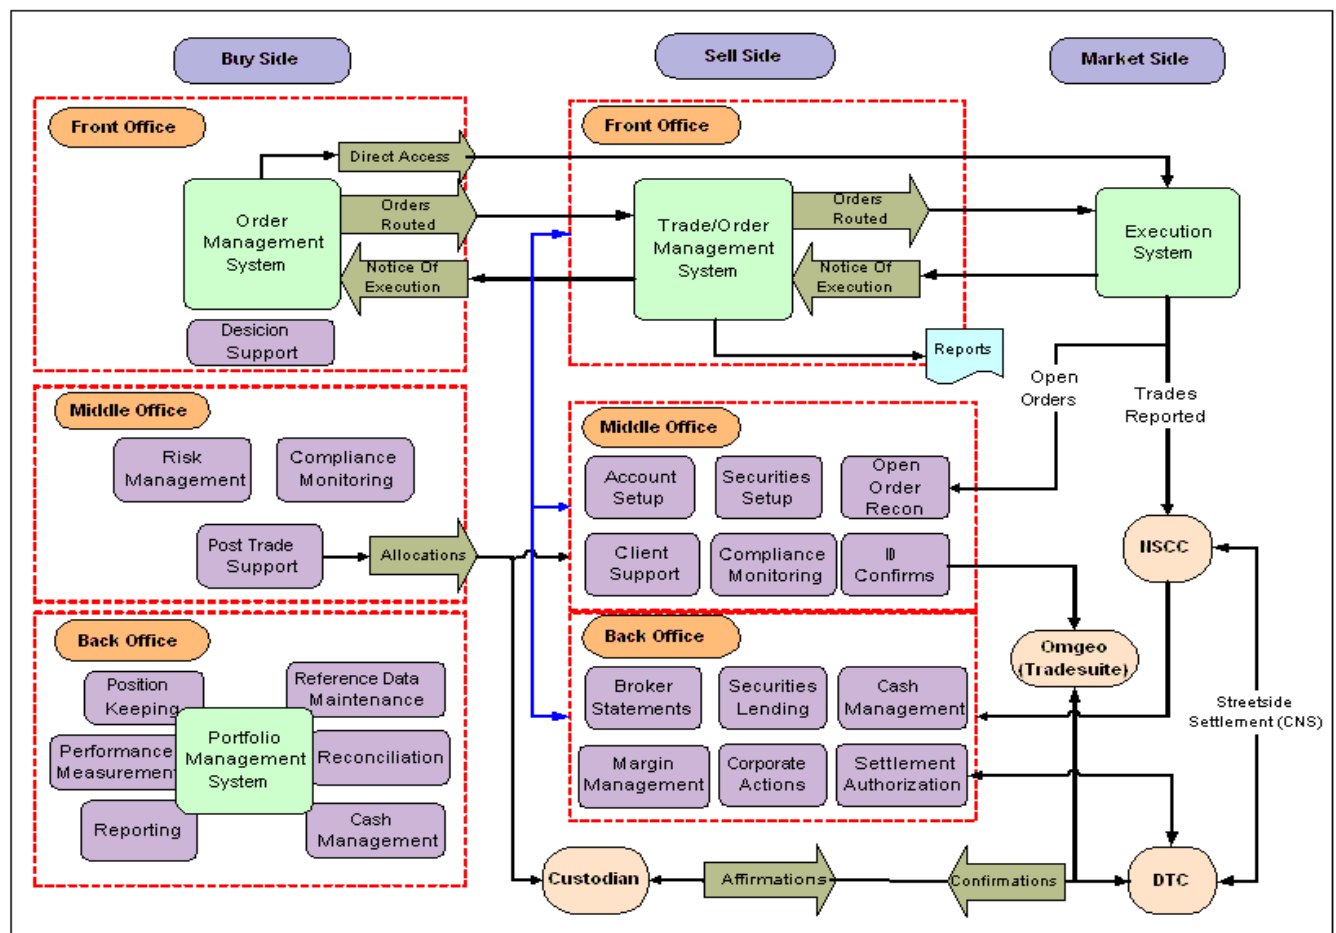 Buy Side
Sell Side
Market Side
Front Office
Direct Access
Order
Management
System
Orders
Routed
Notice Of
Execution
Desicion
Support
Front Office
Trade/Order
Management
System
Orders
Routed
Notice Of
Execution
Reports
Execution
System
Open
Orders
Trades
Reported
Middle Office
Risk
Management
Compliance
Monitoring
Post Trade
Support
Allocations
Middle Office
Account
Setup
Securities
Setup
Open
Order
Recon
Client
Support
Compliance
Monitoring
ID
Confirms
NSCC
Omgeo
(Tradesuite)
Streetside
Settlement (CNS)
Back Office
Position
Keeping
Reference Data
Maintenance
Performance
Measurement
Portfolio
Management
System
Reconciliation
Reporting
Cash
Management
Back Office
Broker
Statements
Securities
Lending
Cash
Management
Margin
Management
Corporate
Actions
Settlement
Authorization
Custodian
Affirmations
Confirmations
DTC